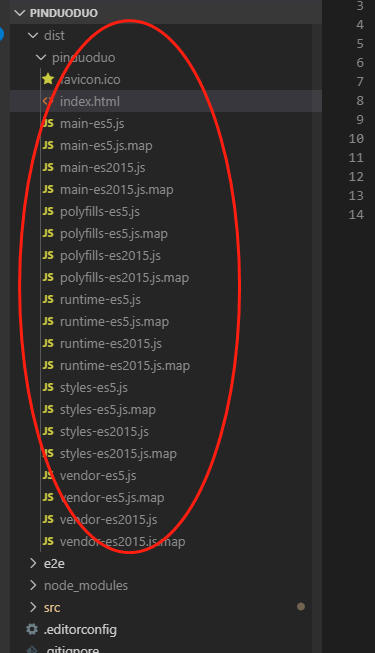 PINDUODUO
3
dist
4
pinduoduo
5
favicon.ico
6
<> index.html
7
JS main-es5.js
8
JS main-es5.js.map
9
JS main-es2015.js
10
JS main-es2015.js.map
11
JS polyfills-es5.js
12
JS polyfills-es5.js.map
13
JS polyfills-es2015.js
14
JS polyfills-es2015.js.map
JS runtime-es5.js
JS runtime-es5.js.map
JS runtime-es2015.js
JS runtime-es2015.js.map
JS styles-es5.js
JS styles-es5.js.map
JS styles-es2015.js
JS styles-es2015.js.map
JS vendor-es5.js
JS vendor-es5.js.map
JS vendor-es2015.js
JS vendor-es2015.js.map
e2e
node_modules
src
.editorconfig
.gitignore